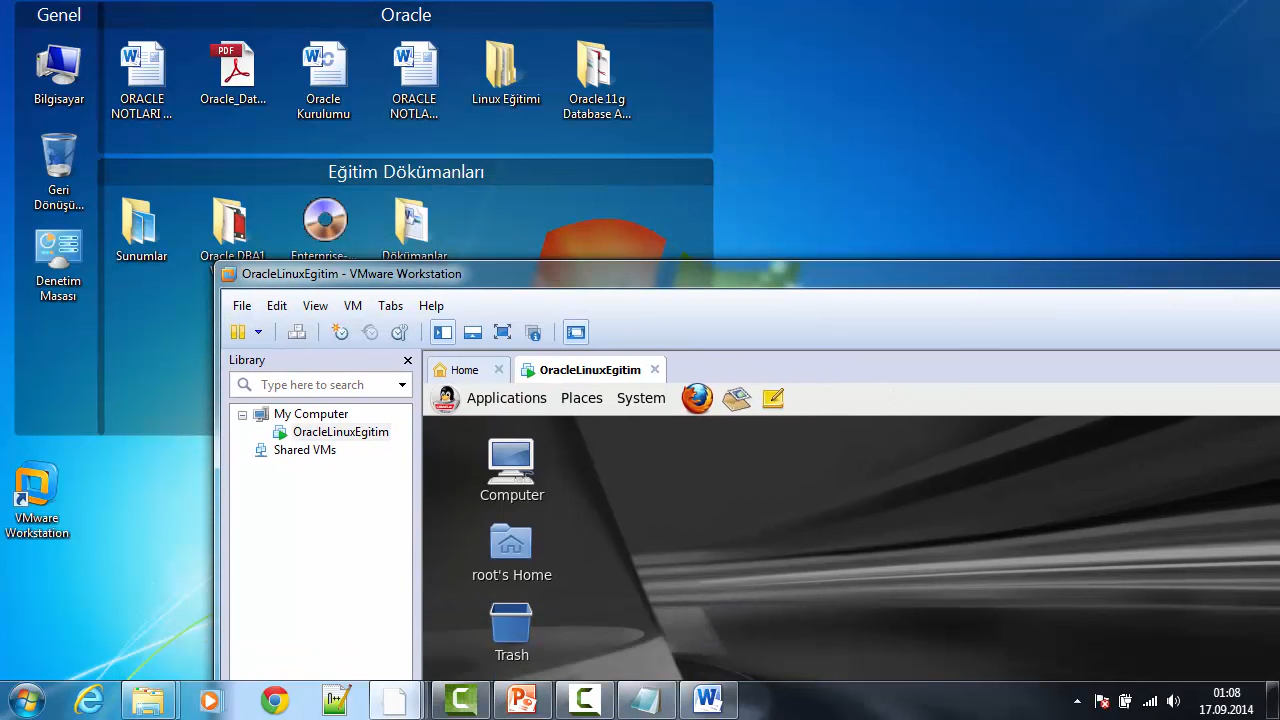 Genel
Oracle
Bilgisayar
ORACLE NOTLARI ...
Oracle_Dat...
Oracle Kurulumu
ORACLE NOTLA...
Linux Eğitimi
Oracle 11g Database A...
Geri Dönüşü...
Denetim Masası
Eğitim Dökümanları
Sunumlar
Oracle DBA1
Enterprise-...
Dökümanlar
VMware Workstation
OracleLinuxEgitim - VMware Workstation
File Edit View VM Tabs Help
Library
Type here to search
My Computer
OracleLinuxEgitim
Shared VMs
Home
OracleLinuxEgitim
Applications Places System
Computer
root's Home
Trash
01:08
17.09.2014